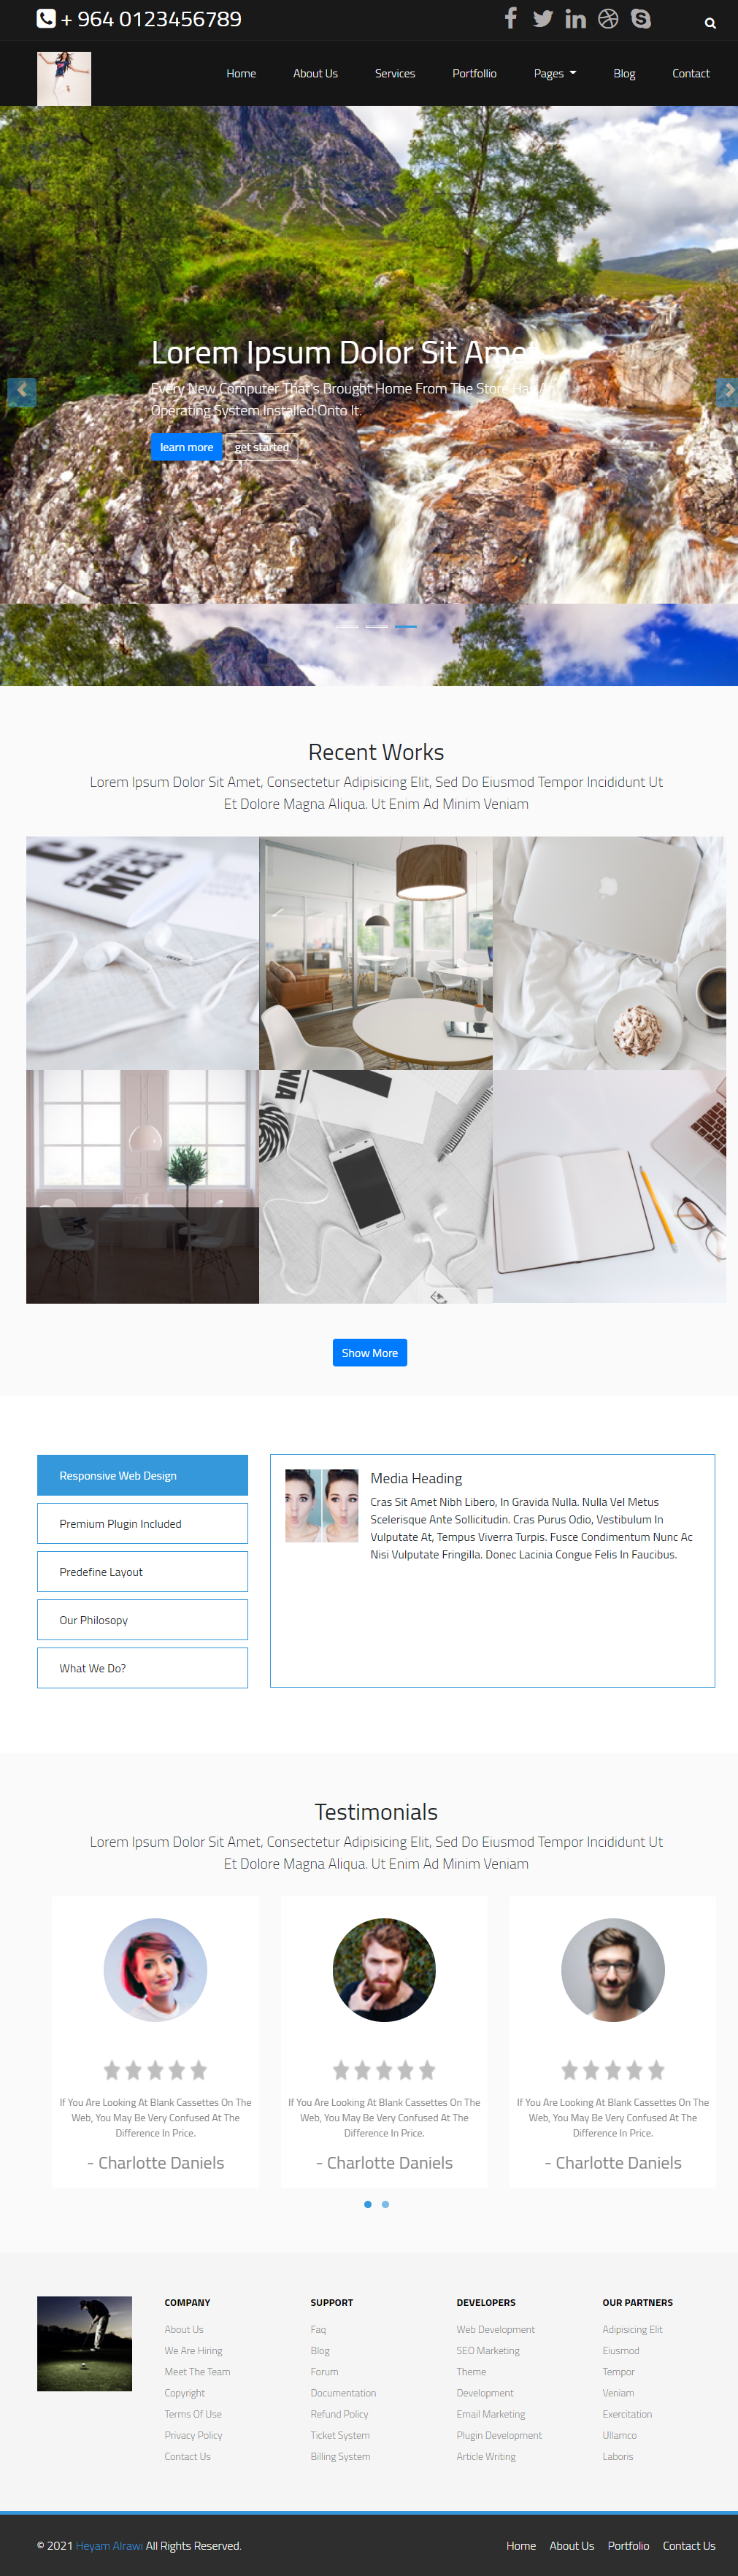 + 964 0123456789
Home About Us Services Portfollio Pages Blog Contact
Lorem Ipsum Dolor Sit Amet,
Every New Computer That's Brought Home From The Store Has An
Operating System Installed Onto It.
learn more get started
Recent Works
Lorem Ipsum Dolor Sit Amet, Consectetur Adipisicing Elit, Sed Do Eiusmod Tempor Incididunt Ut
Et Dolore Magna Aliqua. Ut Enim Ad Minim Veniam
Show More
Responsive Web Design
Premium Plugin Included
Predefine Layout
Our Philosopy
What We Do?
Media Heading
Cras Sit Amet Nibh Libero, In Gravida Nulla. Nulla Vel Metus
Scelerisque Ante Sollicitudin. Cras Purus Odio, Vestibulum In
Vulputate At, Tempus Viverra Turpis. Fusce Condimentum Nunc Ac
Nisi Vulputate Fringilla. Donec Lacinia Congue Felis In Faucibus.
Testimonials
Lorem Ipsum Dolor Sit Amet, Consectetur Adipisicing Elit, Sed Do Eiusmod Tempor Incididunt Ut
Et Dolore Magna Aliqua. Ut Enim Ad Minim Veniam
If You Are Looking At Blank Cassettes On The
Web, You May Be Very Confused At The
Difference In Price.
- Charlotte Daniels
If You Are Looking At Blank Cassettes On The
Web, You May Be Very Confused At The
Difference In Price.
- Charlotte Daniels
If You Are Looking At Blank Cassettes On The
Web, You May Be Very Confused At The
Difference In Price.
- Charlotte Daniels
COMPANY
About Us
We Are Hiring
Meet The Team
Copyright
Terms Of Use
Privacy Policy
Contact Us
SUPPORT
Faq
Blog
Forum
Documentation
Refund Policy
Ticket System
Billing System
DEVELOPERS
Web Development
SEO Marketing
Theme
Development
Email Marketing
Plugin Development
Article Writing
OUR PARTNERS
Adipisicing Elit
Eiusmod
Tempor
Veniam
Exercitation
Ullamco
Laboris
© 2021 Heyam Alrawi All Rights Reserved.
Home About Us Portfolio Contact Us